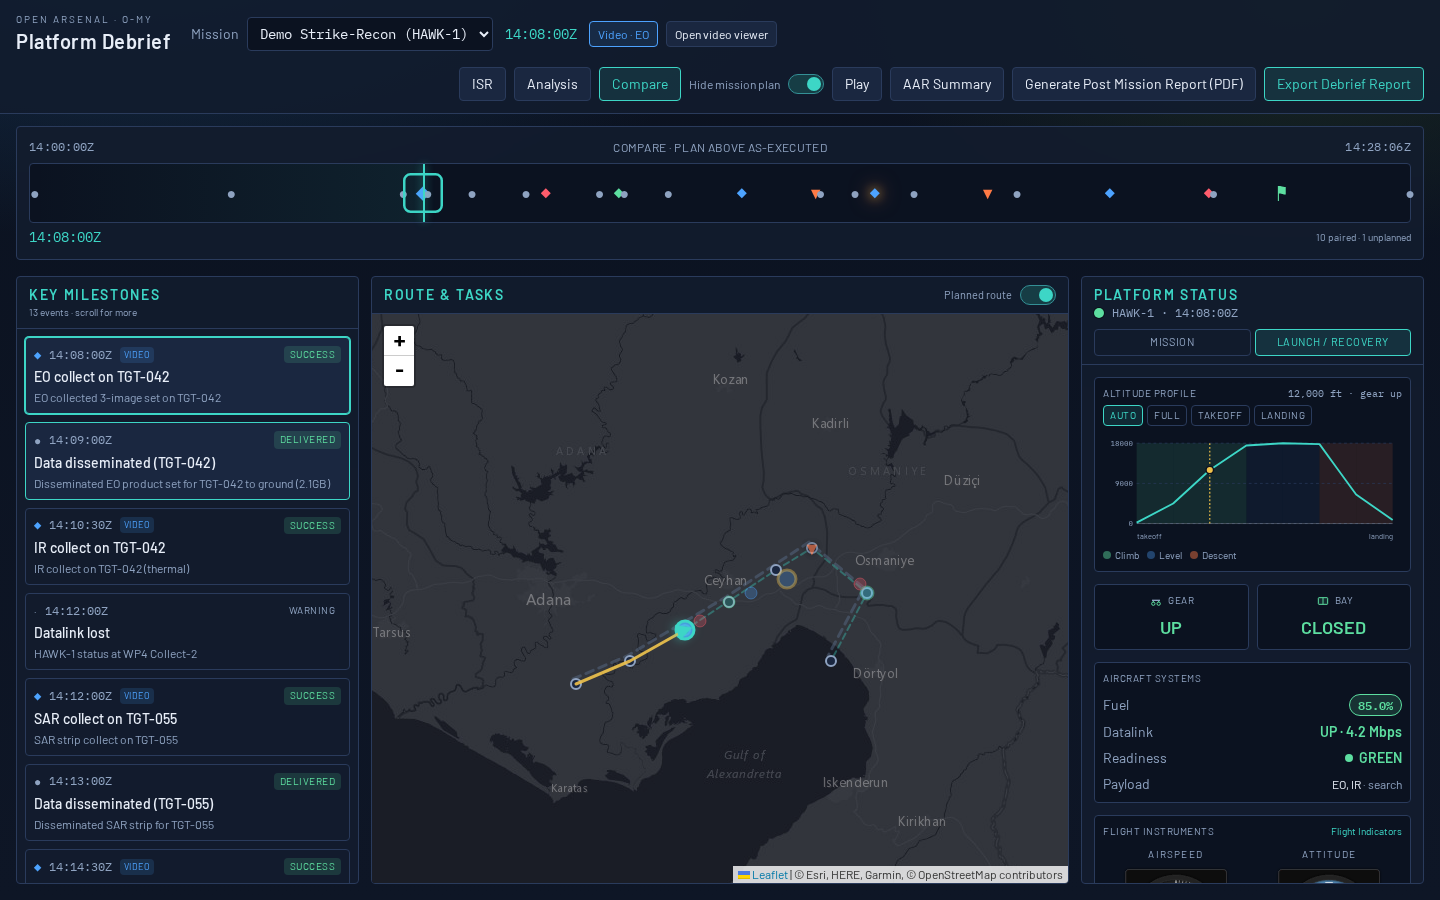 OPEN ARSENAL · O-MY
Platform Debrief
Mission
Demo Strike-Recon (HAWK-1)
14:08:00Z
Video · EO
Open video viewer
ISR
Analysis
Compare
Hide mission plan
Play
AAR Summary
Generate Post Mission Report (PDF)
Export Debrief Report
14:00:00Z
COMPARE · PLAN ABOVE AS-EXECUTED
14:28:06Z
14:08:00Z
10 paired · 1 unplanned
KEY MILESTONES
13 events · scroll for more
14:08:00Z VIDEO SUCCESS
EO collect on TGT-042
EO collected 3-image set on TGT-042
14:09:00Z DELIVERED
Data disseminated (TGT-042)
Disseminated EO product set for TGT-042 to ground (2.1GB)
14:10:30Z VIDEO SUCCESS
IR collect on TGT-042
IR collect on TGT-042 (thermal)
14:12:00Z WARNING
Datalink lost
HAWK-1 status at WP4 Collect-2
14:12:00Z VIDEO SUCCESS
SAR collect on TGT-055
SAR strip collect on TGT-055
14:13:00Z DELIVERED
Data disseminated (TGT-055)
Disseminated SAR strip for TGT-055
14:14:30Z VIDEO SUCCESS
ROUTE & TASKS
Planned route
+
-
Kozan
Kadirli
ADANA
OSMANIYE
Düziçi
Osmaniye
Ceyhan
Adana
Tarsus
Dörtyol
Gulf of
Alexandretta
Iskenderun
Karatas
Kirikhan
Leaflet | © Esri, HERE, Garmin, © OpenStreetMap contributors
PLATFORM STATUS
HAWK-1 · 14:08:00Z
MISSION
LAUNCH / RECOVERY
ALTITUDE PROFILE
12,000 ft · gear up
AUTO
FULL
TAKEOFF
LANDING
18000
9000
0
takeoff
landing
Climb
Level
Descent
GEAR
UP
BAY
CLOSED
AIRCRAFT SYSTEMS
Fuel 85.0%
Datalink UP · 4.2 Mbps
Readiness GREEN
Payload EO, IR · search
FLIGHT INSTRUMENTS
Flight Indicators
AIRSPEED
ATTITUDE